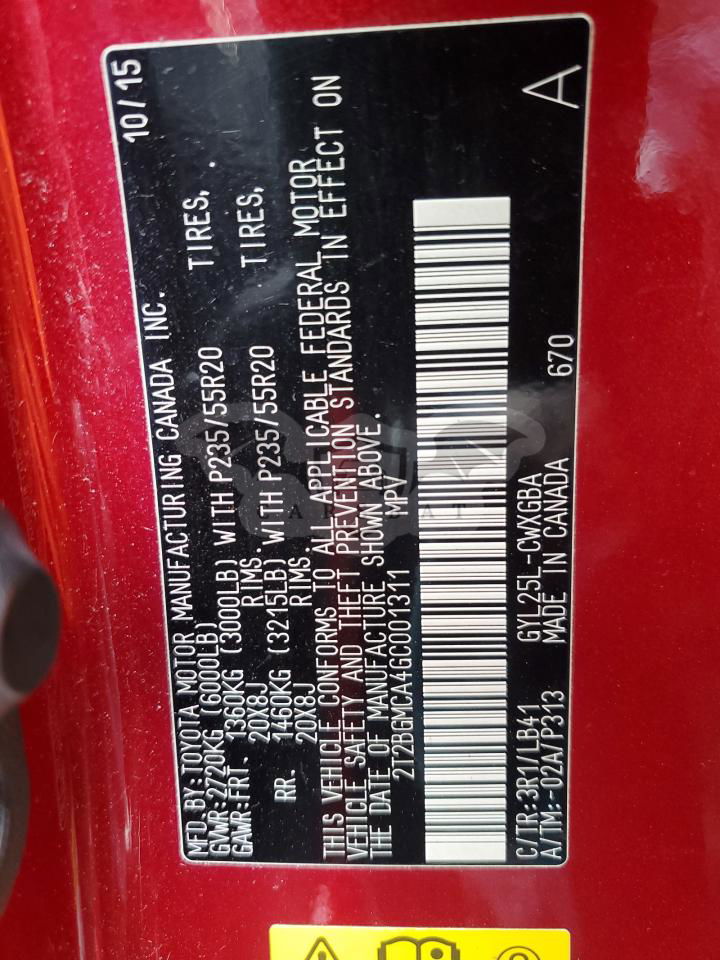 MFD.BY:TOYOTA MOTOR MANUFACTURING CANADA INC. 10/15
GVWR:2720KG (6000LB)
GAWR:FRT. 1360KG (3000LB) WITH P235/55R20 TIRES,
20X8J RIMS.
RR. 1460KG (3215LB) WITH P235/55R20 TIRES,
20X8J RIMS.
THIS VEHICLE CONFORMS TO ALL APPLICABLE FEDERAL MOTOR
VEHICLE SAFETY AND THEFT PREVENTION STANDARDS IN EFFECT ON
THE DATE OF MANUFACTURE SHOWN ABOVE.
2T2BGMCA4GC001311 MPV
C/TR:3R1/LB41 GYL25L-CWXGBA 670
A/TM:-02A/P313 MADE IN CANADA A